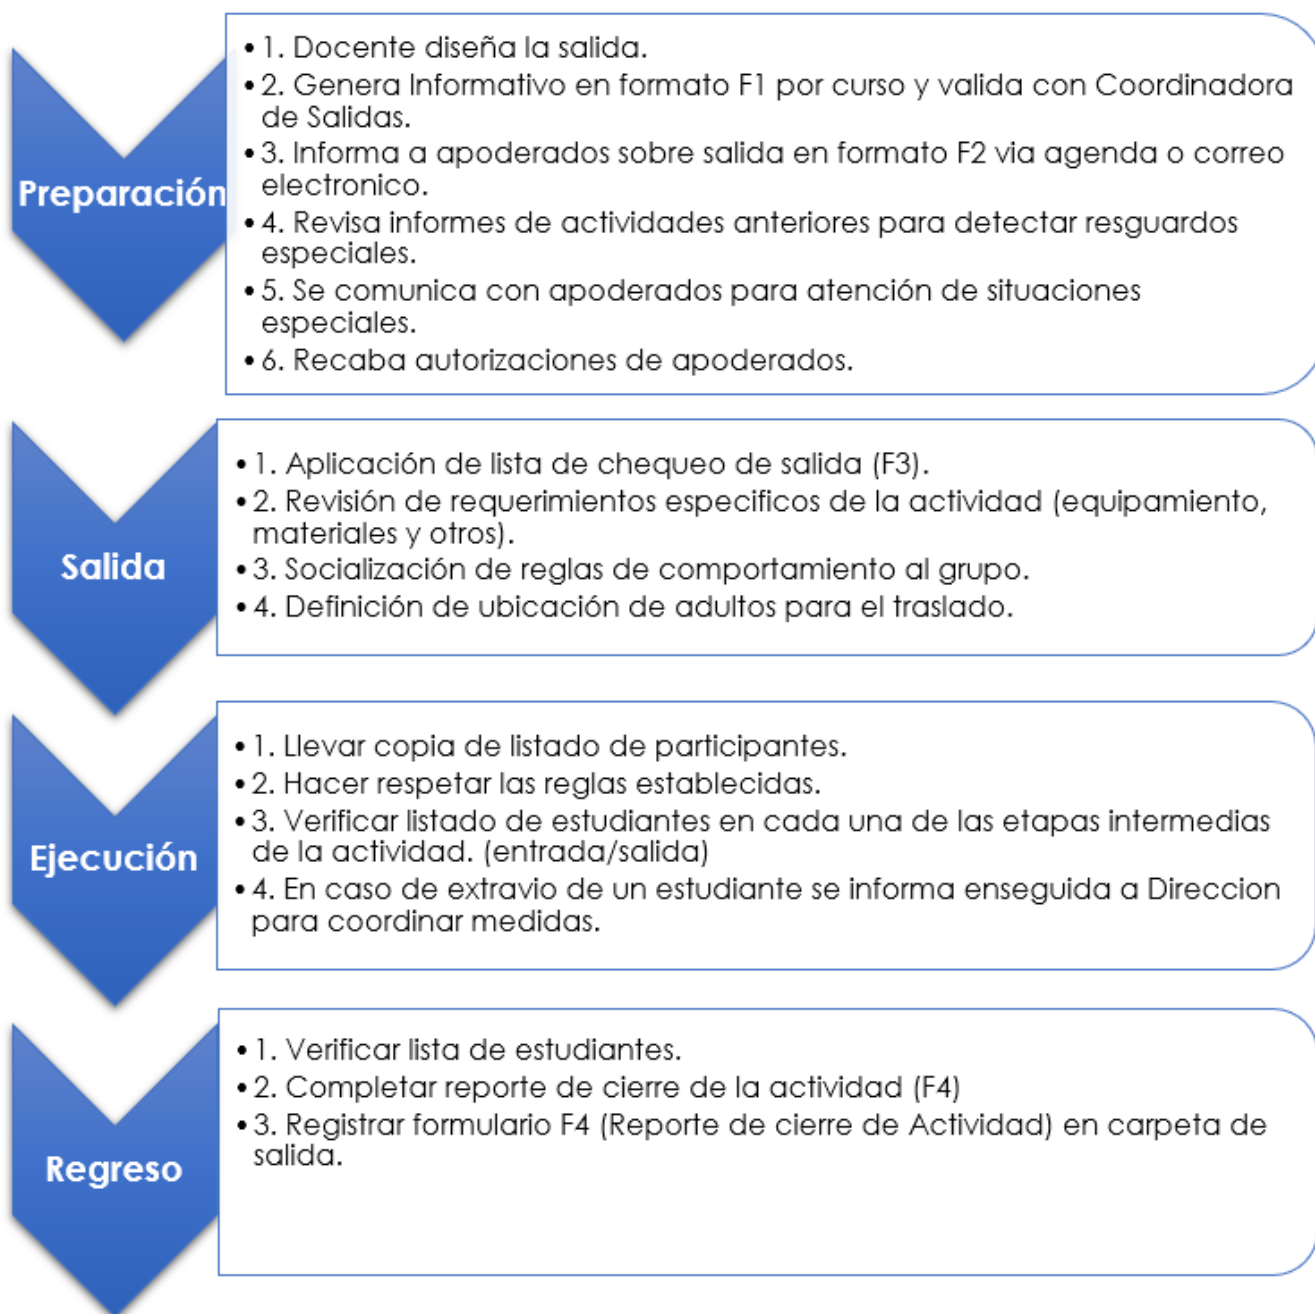 Preparación
• 1. Docente diseña la salida.
• 2. Genera Informativo en formato F1 por curso y valida con Coordinadora
de Salidas.
• 3. Informa a apoderados sobre salida en formato F2 via agenda o correo
electronico.
• 4. Revisa informes de actividades anteriores para detectar resguardos
especiales.
• 5. Se comunica con apoderados para atención de situaciones
especiales.
• 6. Recaba autorizaciones de apoderados.
Salida
• 1. Aplicación de lista de chequeo de salida (F3).
• 2. Revisión de requerimientos especificos de la actividad (equipamiento,
materiales y otros).
• 3. Socialización de reglas de comportamiento al grupo.
• 4. Definición de ubicación de adultos para el traslado.
Ejecución
• 1. Llevar copia de listado de participantes.
• 2. Hacer respetar las reglas establecidas.
• 3. Verificar listado de estudiantes en cada una de las etapas intermedias
de la actividad. (entrada/salida)
• 4. En caso de extravio de un estudiante se informa enseguida a Direccion
para coordinar medidas.
Regreso
• 1. Verificar lista de estudiantes.
• 2. Completar reporte de cierre de la actividad (F4)
• 3. Registrar formulario F4 (Reporte de cierre de Actividad) en carpeta de
salida.